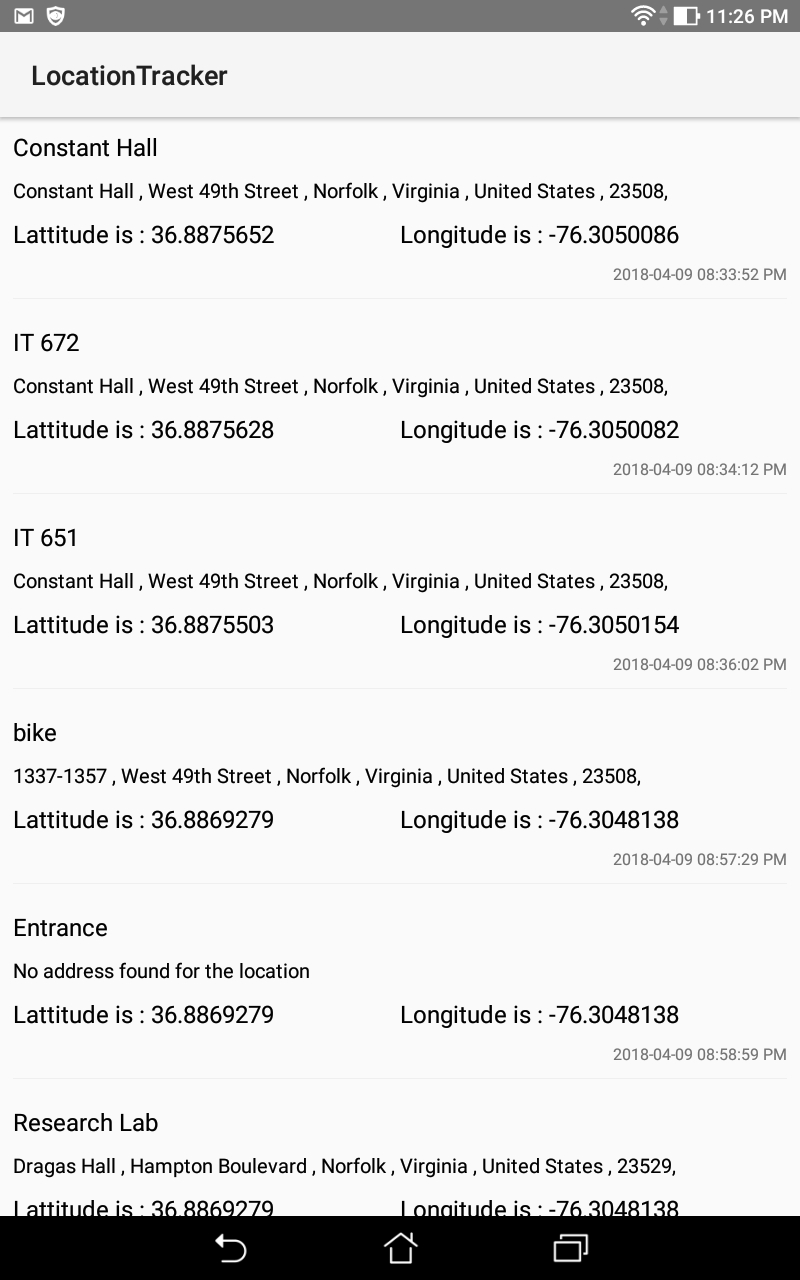 11:26 PM
LocationTracker
Constant Hall
Constant Hall , West 49th Street , Norfolk , Virginia , United States , 23508,
Lattitude is : 36.8875652 Longitude is : -76.3050086
2018-04-09 08:33:52 PM
IT 672
Constant Hall , West 49th Street , Norfolk , Virginia , United States , 23508,
Lattitude is : 36.8875628 Longitude is : -76.3050082
2018-04-09 08:34:12 PM
IT 651
Constant Hall , West 49th Street , Norfolk , Virginia , United States , 23508,
Lattitude is : 36.8875503 Longitude is : -76.3050154
2018-04-09 08:36:02 PM
bike
1337-1357 , West 49th Street , Norfolk , Virginia , United States , 23508,
Lattitude is : 36.8869279 Longitude is : -76.3048138
2018-04-09 08:57:29 PM
Entrance
No address found for the location
Lattitude is : 36.8869279 Longitude is : -76.3048138
2018-04-09 08:58:59 PM
Research Lab
Dragas Hall , Hampton Boulevard , Norfolk , Virginia , United States , 23529,
Lattitude is : 36.8869279 Longitude is : -76.3048138